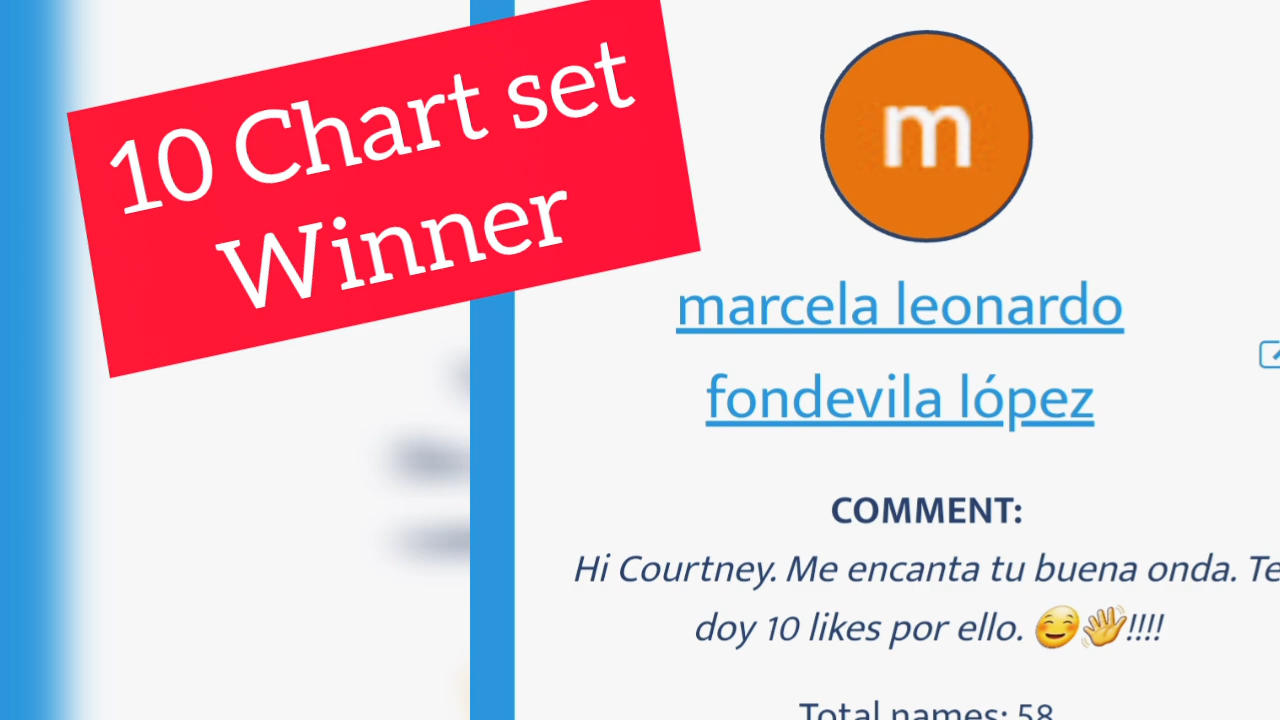 10 Chart set
Winner
m
marcela leonardo
fondevila lópez
COMMENT:
Hi Courtney. Me encanta tu buena onda. Te
doy 10 likes por ello. 😊👋!!!!
Total names: 58